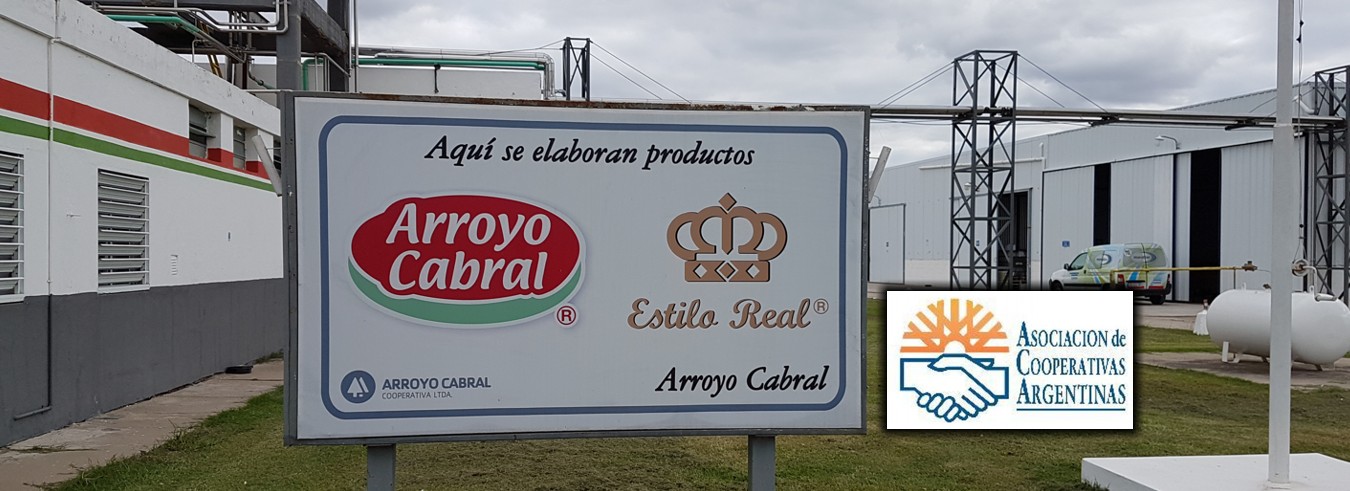 Aquí se elaboran productos
Arroyo
Cabral
®
Estilo Real®
ARROYO CABRAL
COOPERATIVA LTDA.
Arroyo Cabral
ASOCIACION de
COOPERATIVAS
ARGENTINAS